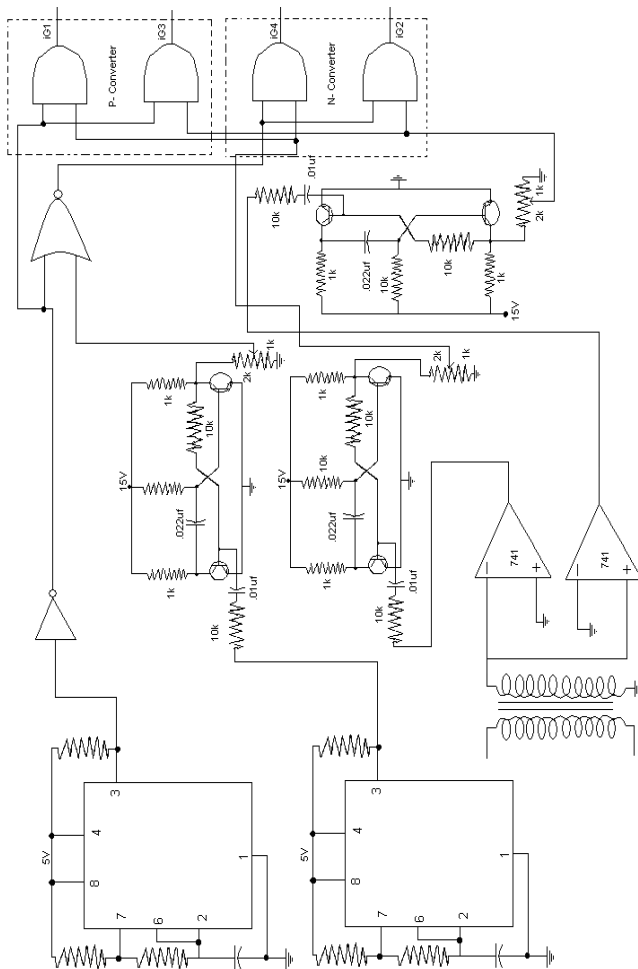 iG1
iG3
iG4
iG2
P- Converter
N- Converter
.01uf
10k
1k
2k
1k
.022uf
10k
10k
1k
15V
1k
2k
1k
10k
15V
.022uf
1k
.01uf
10k
1k
2k
1k
10k
15V
10k
.022uf
1k
.01uf
10k
741
- +
741
- +
5V
3
4
8
1
7
6
2
5V
3
4
8
1
7
6
2